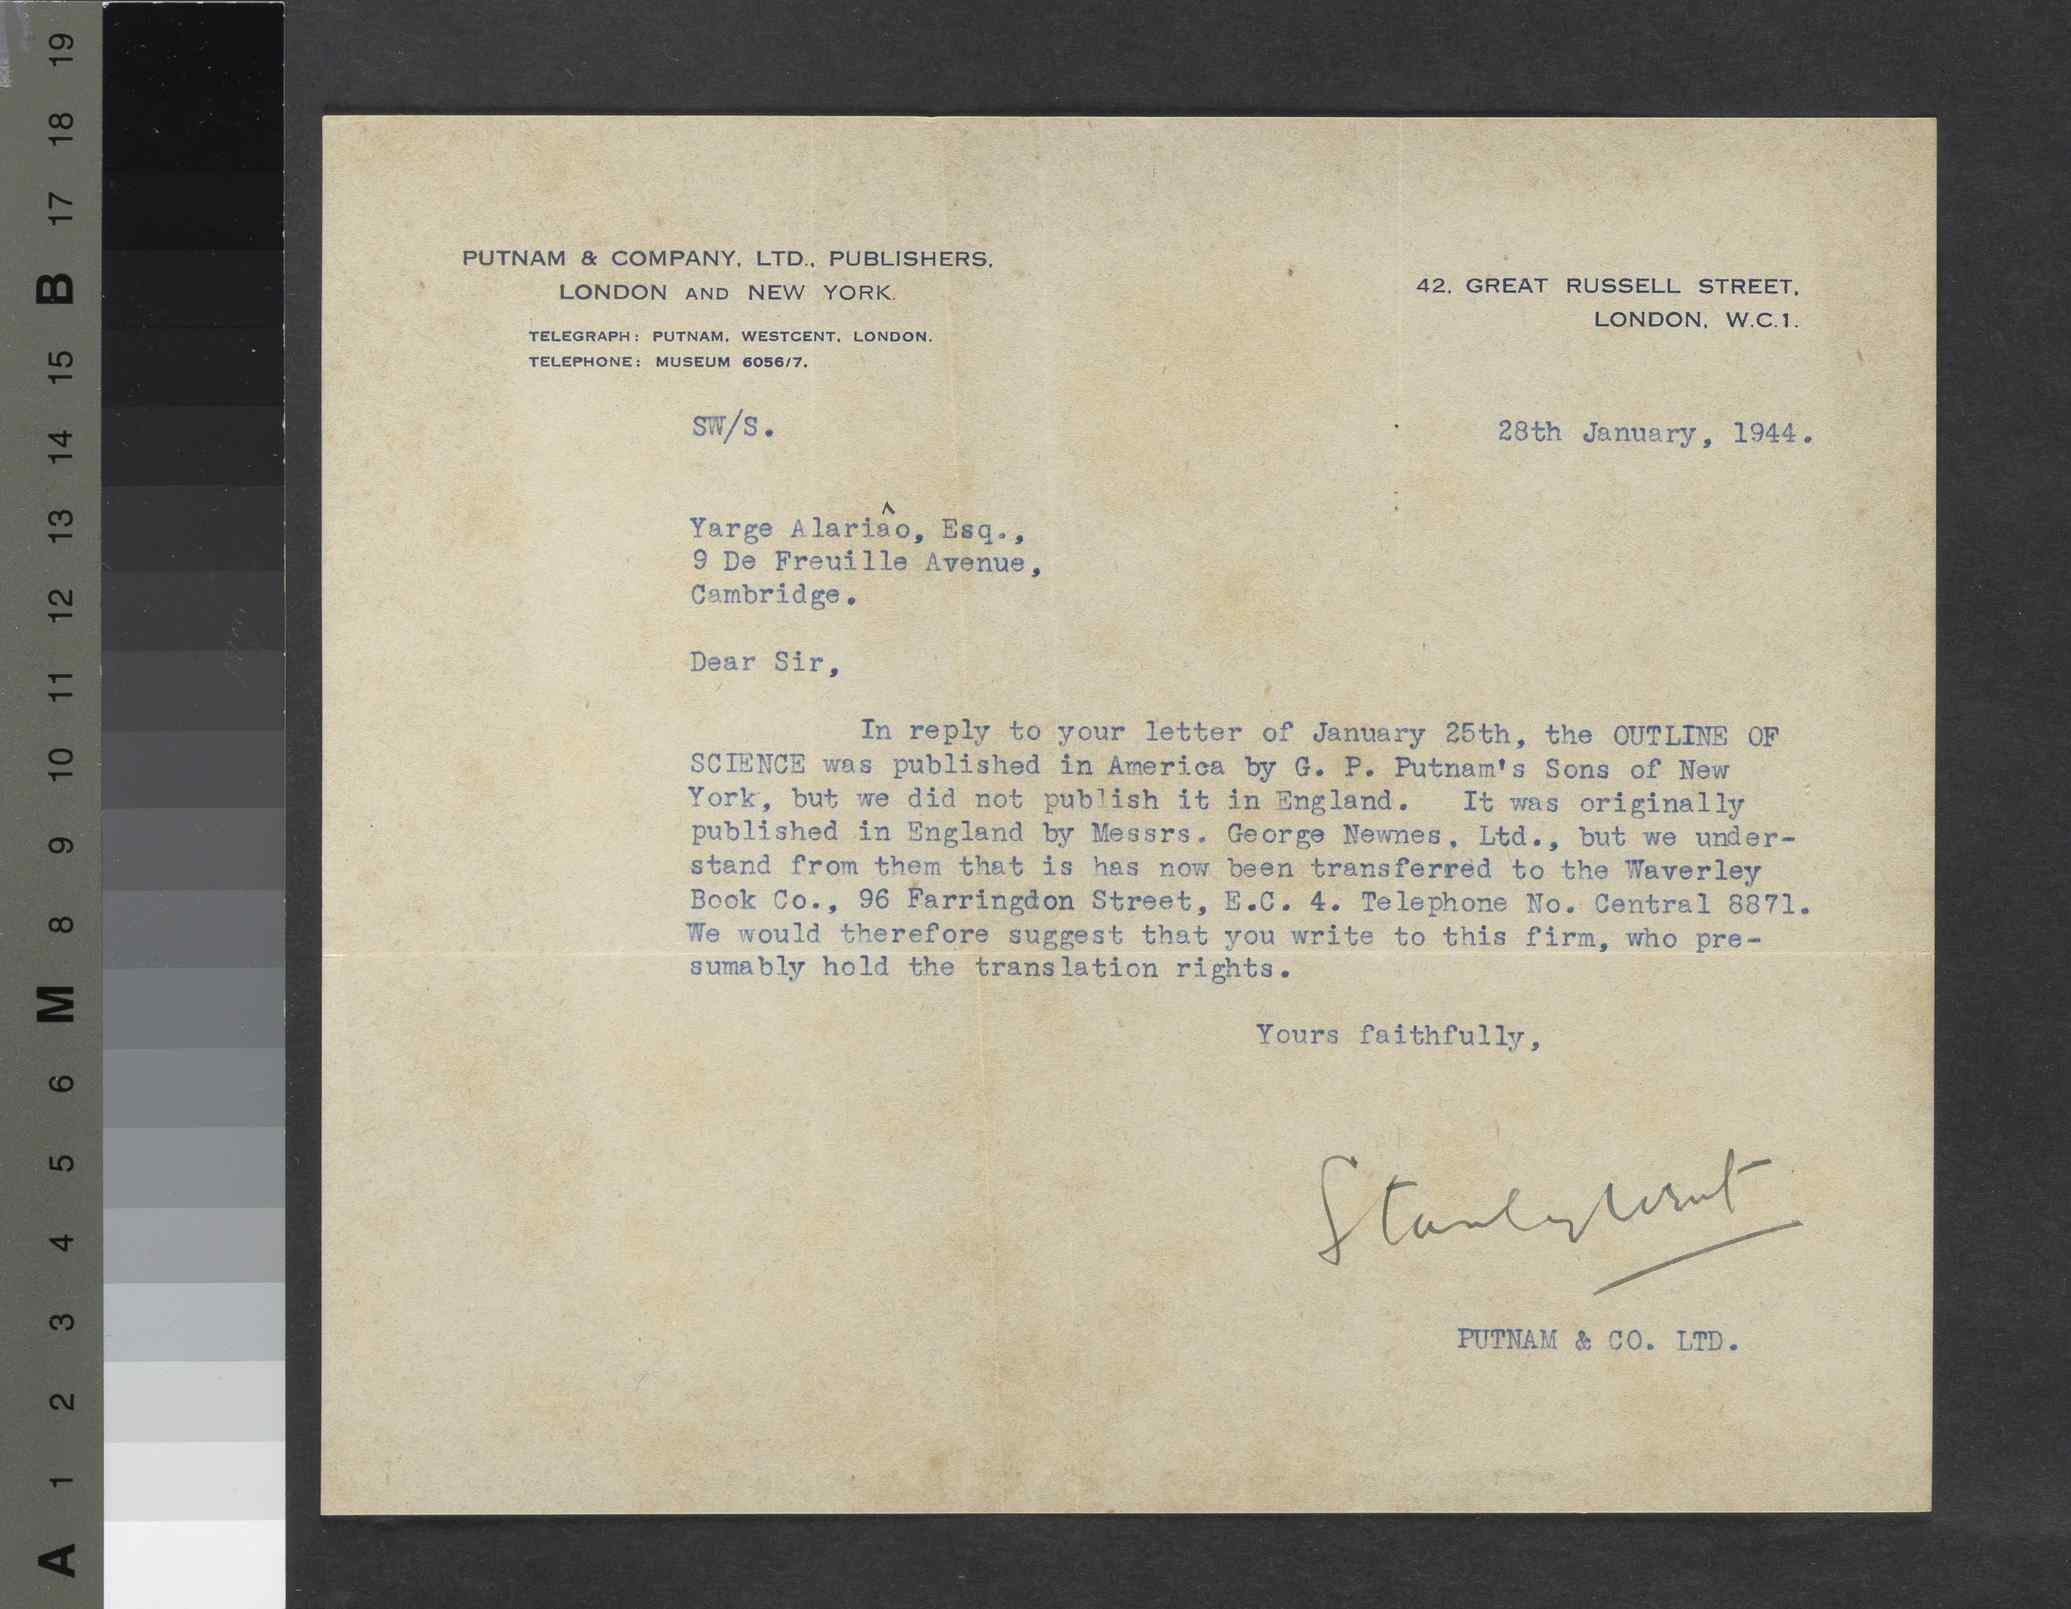 19
18
17
B
15
14
13
12
11
10
9
8
M
6
5
4
3
2
1
A
PUTNAM & COMPANY, LTD., PUBLISHERS,
LONDON AND NEW YORK.
TELEGRAPH: PUTNAM, WESTCENT, LONDON.
TELEPHONE: MUSEUM 6056/7.
42, GREAT RUSSELL STREET,
LONDON, W.C.1.
SW/S.
28th January, 1944.
Yarge Alariâo, Esq.,
9 De Freuille Avenue,
Cambridge.
Dear Sir,
In reply to your letter of January 25th, the OUTLINE OF
SCIENCE was published in America by G. P. Putnam's Sons of New
York, but we did not publish it in England. It was originally
published in England by Messrs. George Newnes, Ltd., but we under-
stand from them that is has now been transferred to the Waverley
Book Co., 96 Farringdon Street, E.C. 4. Telephone No. Central 8871.
We would therefore suggest that you write to this firm, who pre-
sumably hold the translation rights.
Yours faithfully,
Stanley Unwin
PUTNAM & CO. LTD.